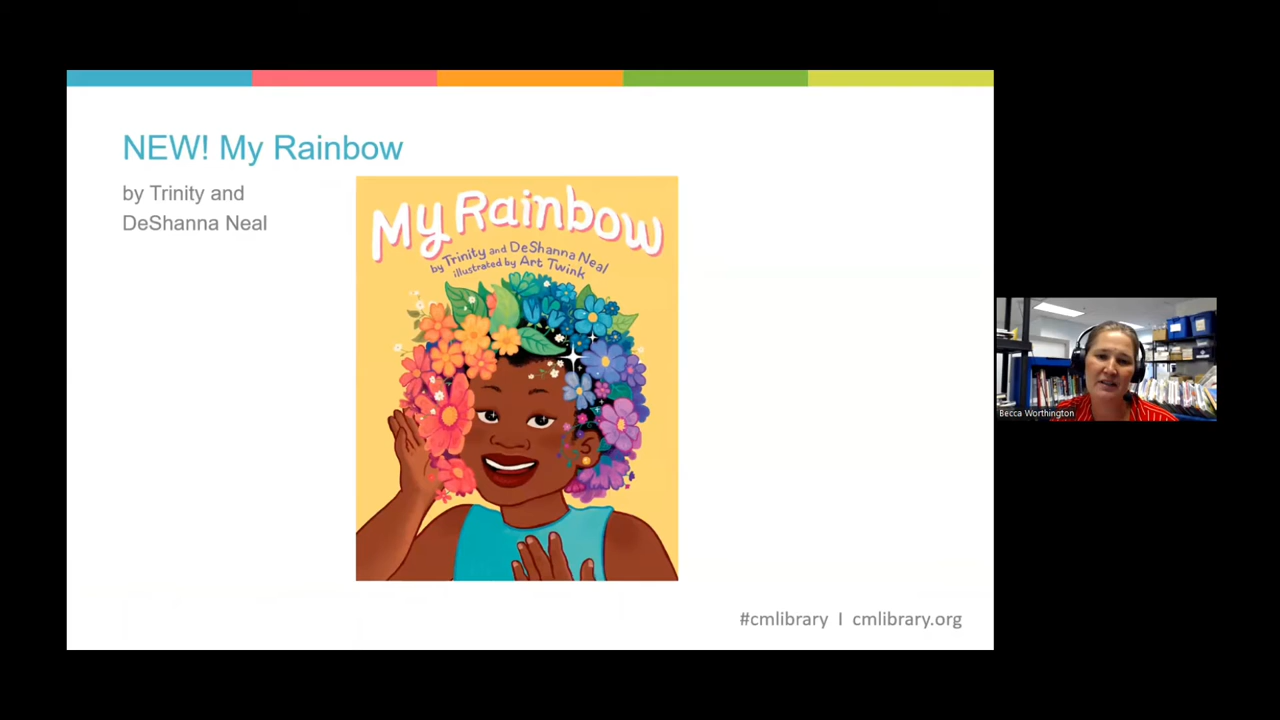 NEW! My Rainbow
by Trinity and
DeShanna Neal
My Rainbow
by Trinity and DeShanna Neal
illustrated by Art Twink
Becca Worthington
#cmlibrary I cmlibrary.org